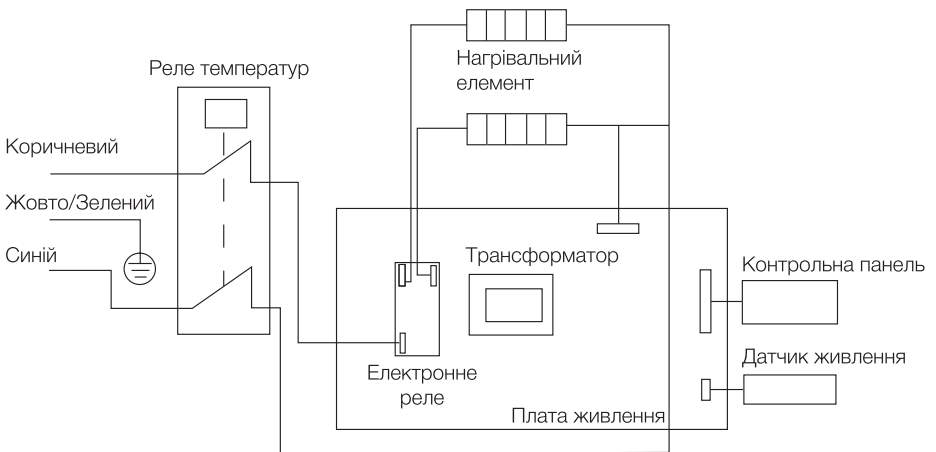 Нагрівальний
елемент
Реле температур
Коричневий
Жовто/Зелений
Синій
Трансформатор
Контрольна панель
Датчик живлення
Електронне
реле
Плата живлення